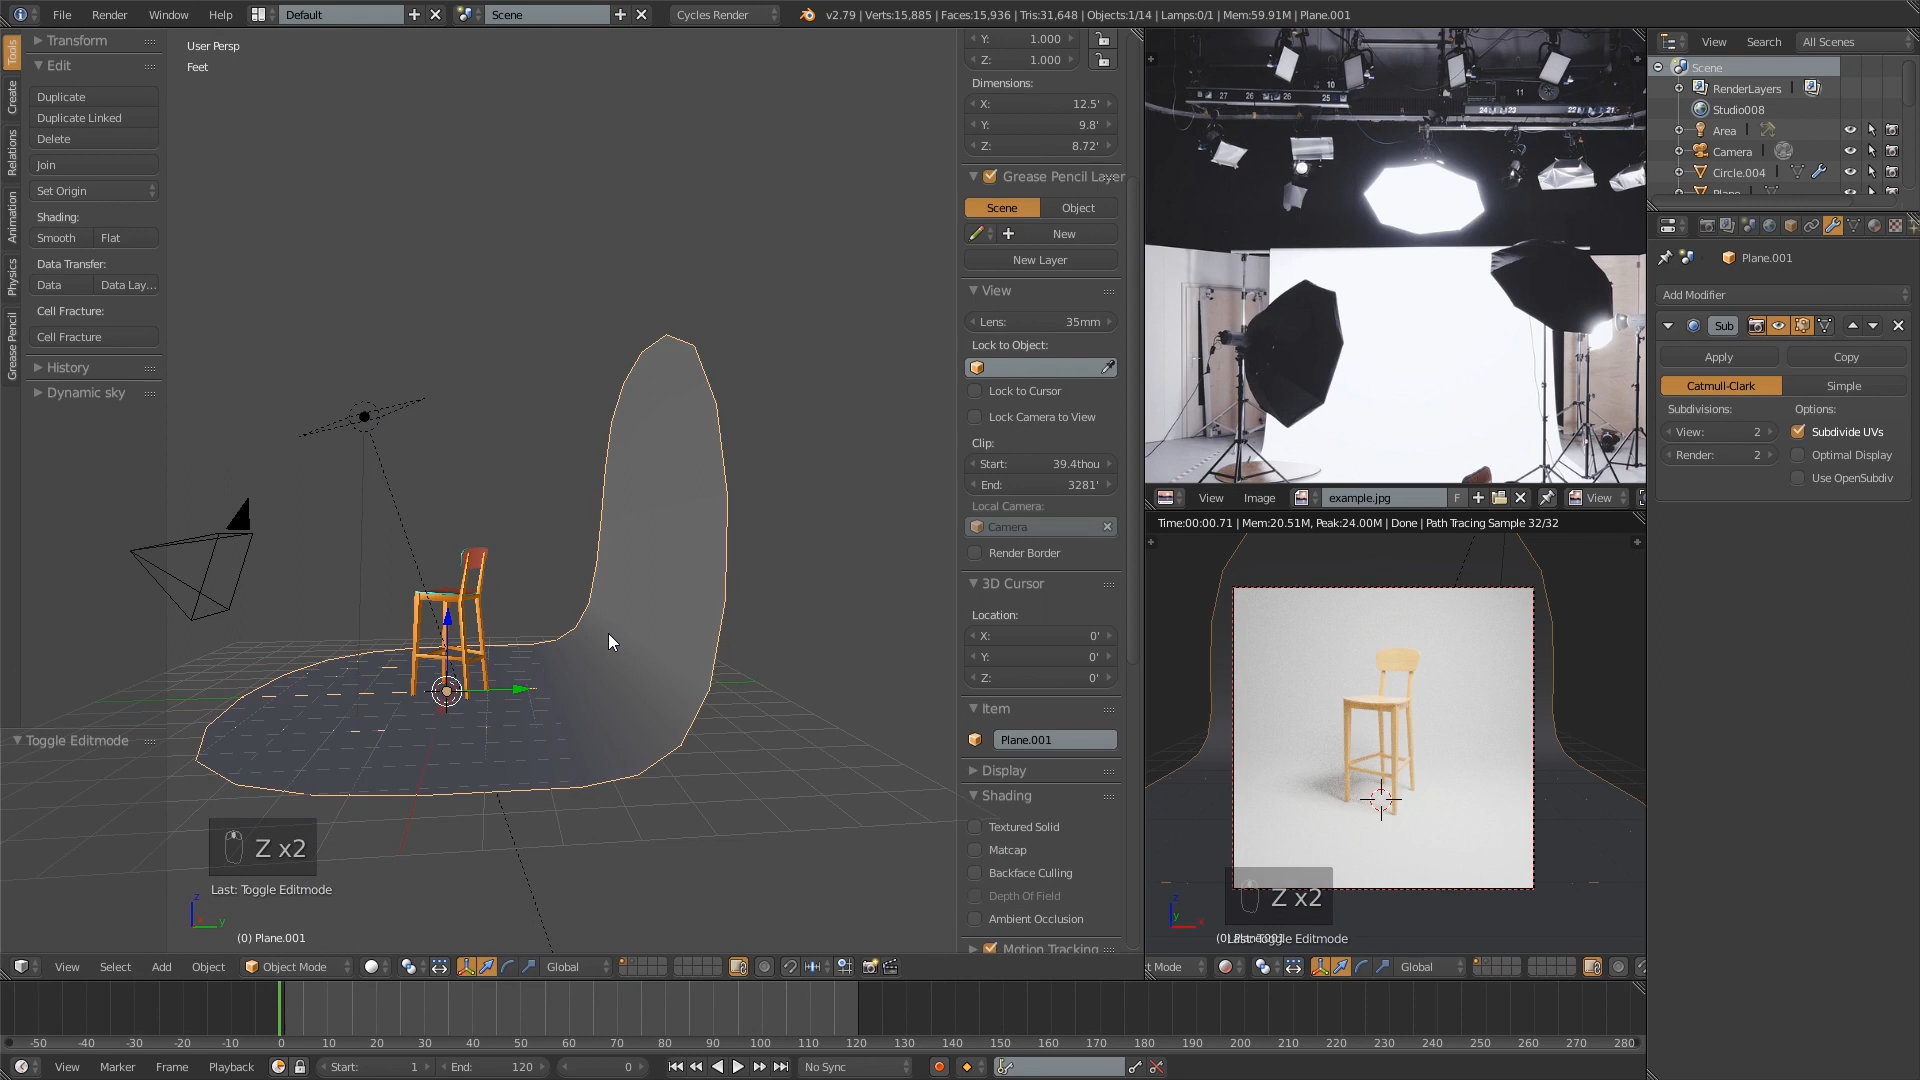 File Render Window Help Default Scene Cycles Render v2.79 | Verts:15,885 | Faces:15,936 | Tris:31,648 | Objects:1/14 | Lamps:0/1 | Mem:59.91M | Plane.001
Tools
Create
Relations
Animation
Physics
Grease Pencil
Transform
Edit
Duplicate
Duplicate Linked
Delete
Join
Set Origin
Shading:
Smooth Flat
Data Transfer:
Data Data Lay...
Cell Fracture:
Cell Fracture
History
Dynamic sky
Toggle Editmode
User Persp
Feet
Z x2
Last: Toggle Editmode
(0) Plane.001
Y: 1.000
Z: 1.000
Dimensions:
X: 12.5'
Y: 9.8'
Z: 8.72'
Grease Pencil Layer
Scene Object
New
New Layer
View
Lens: 35mm
Lock to Object:
Lock to Cursor
Lock Camera to View
Clip:
Start: 39.4thou
End: 3281'
Local Camera:
Camera
Render Border
3D Cursor
Location:
X: 0'
Y: 0'
Z: 0'
Item
Plane.001
Display
Shading
Textured Solid
Matcap
Backface Culling
Depth Of Field
Ambient Occlusion
Motion Tracking
View Select Add Object Object Mode Global
View Image example.jpg F View
Time:00:00.71 | Mem:20.51M, Peak:24.00M | Done | Path Tracing Sample 32/32
Z x2
Last: Toggle Editmode
t Mode Global
View Search All Scenes
Scene
RenderLayers
Studio008
Area
Camera
Circle.004
Plane
Plane.001
Add Modifier
Sub
Apply Copy
Catmull-Clark Simple
Subdivisions: Options:
View: 2 Subdivide UVs
Render: 2 Optimal Display
Use OpenSubdiv
-50 -40 -30 -20 -10 0 10 20 30 40 50 60 70 80 90 100 110 120 130 140 150 160 170 180 190 200 210 220 230 240 250 260 270 280
View Marker Frame Playback Start: 1 End: 120 0 No Sync